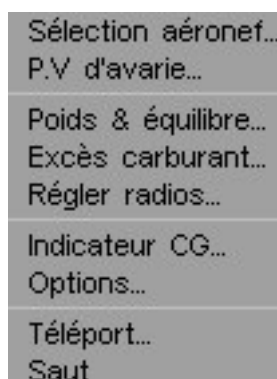 Sélection aéronef...
P.V d'avarie...
Poids & équilibre...
Excès carburant...
Régler radios...
Indicateur CG...
Options...
Téléport...
Saut